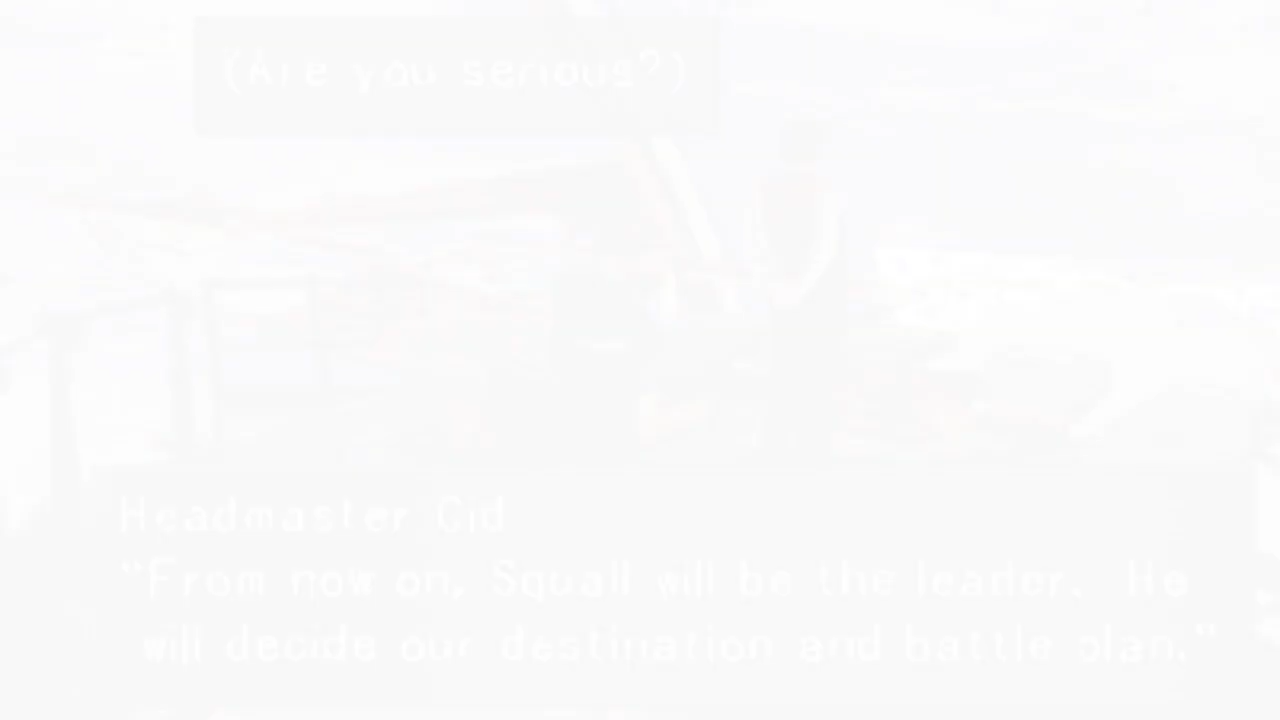 (Are you serious?)
Headmaster Cid
“From now on, Squall will be the leader. He
will decide our destination and battle plan.”